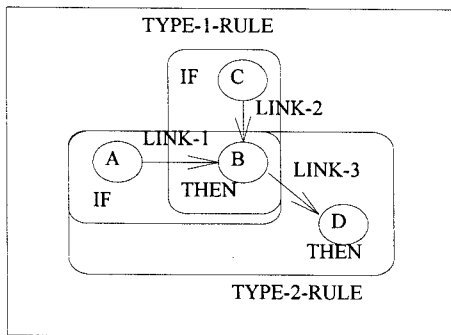 TYPE-1-RULE
IF C
LINK-2
LINK-1
A B
LINK-3
IF THEN
D
THEN
TYPE-2-RULE